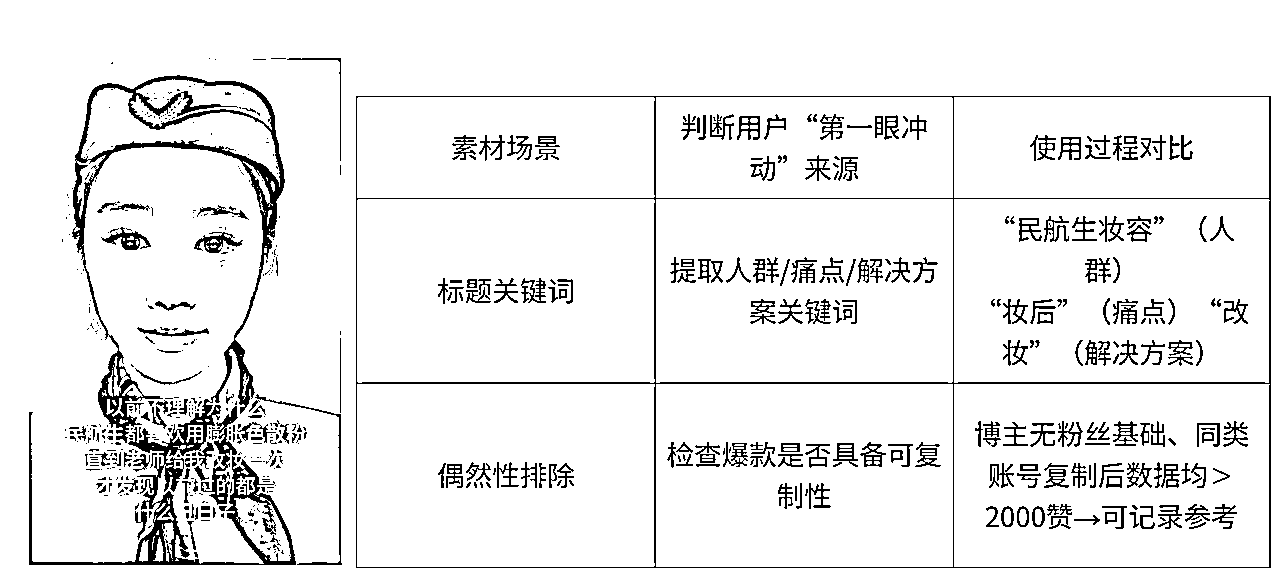 以前不理解为什么
民航生都喜欢用膨胀色散粉
直到老师给我改妆一次
才发现以前过的都是
什么
素材场景
判断用户“第一眼冲
动”来源
使用过程对比
标题关键词
提取人群/痛点/解决方
案关键词
“民航生妆容”（人
群）
“妆后”（痛点）“改
妆”（解决方案）
偶然性排除
检查爆款是否具备可复
制性
博主无粉丝基础、同类
账号复制后数据均＞
2000赞→可记录参考